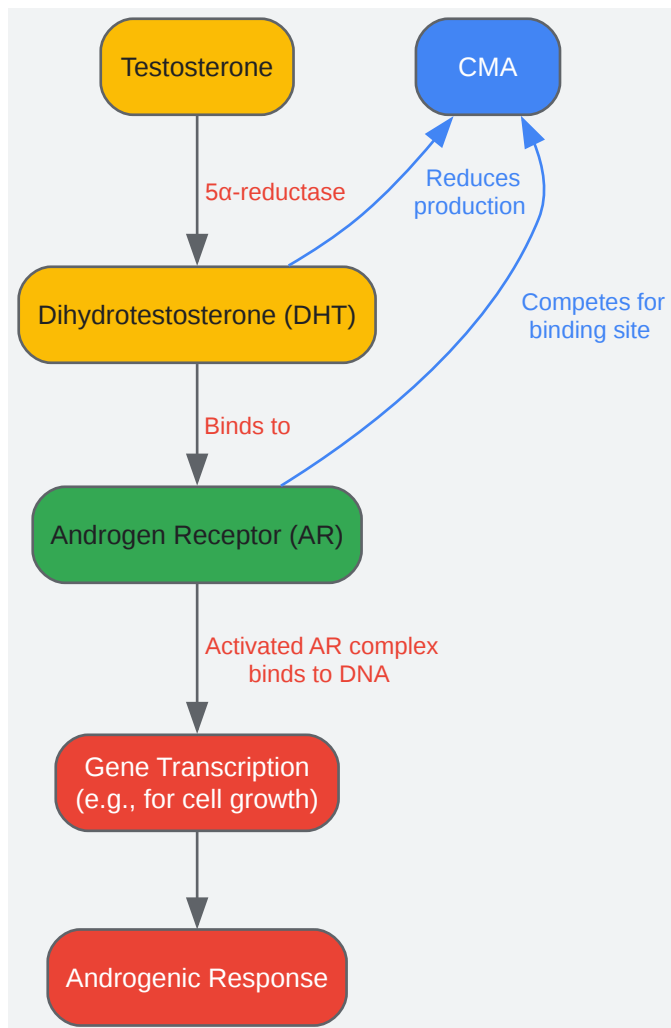 Testosterone
CMA
5α-reductase
Reduces
production
Dihydrotestosterone (DHT)
Competes for
binding site
Binds to
Androgen Receptor (AR)
Activated AR complex
binds to DNA
Gene Transcription
(e.g., for cell growth)
Androgenic Response